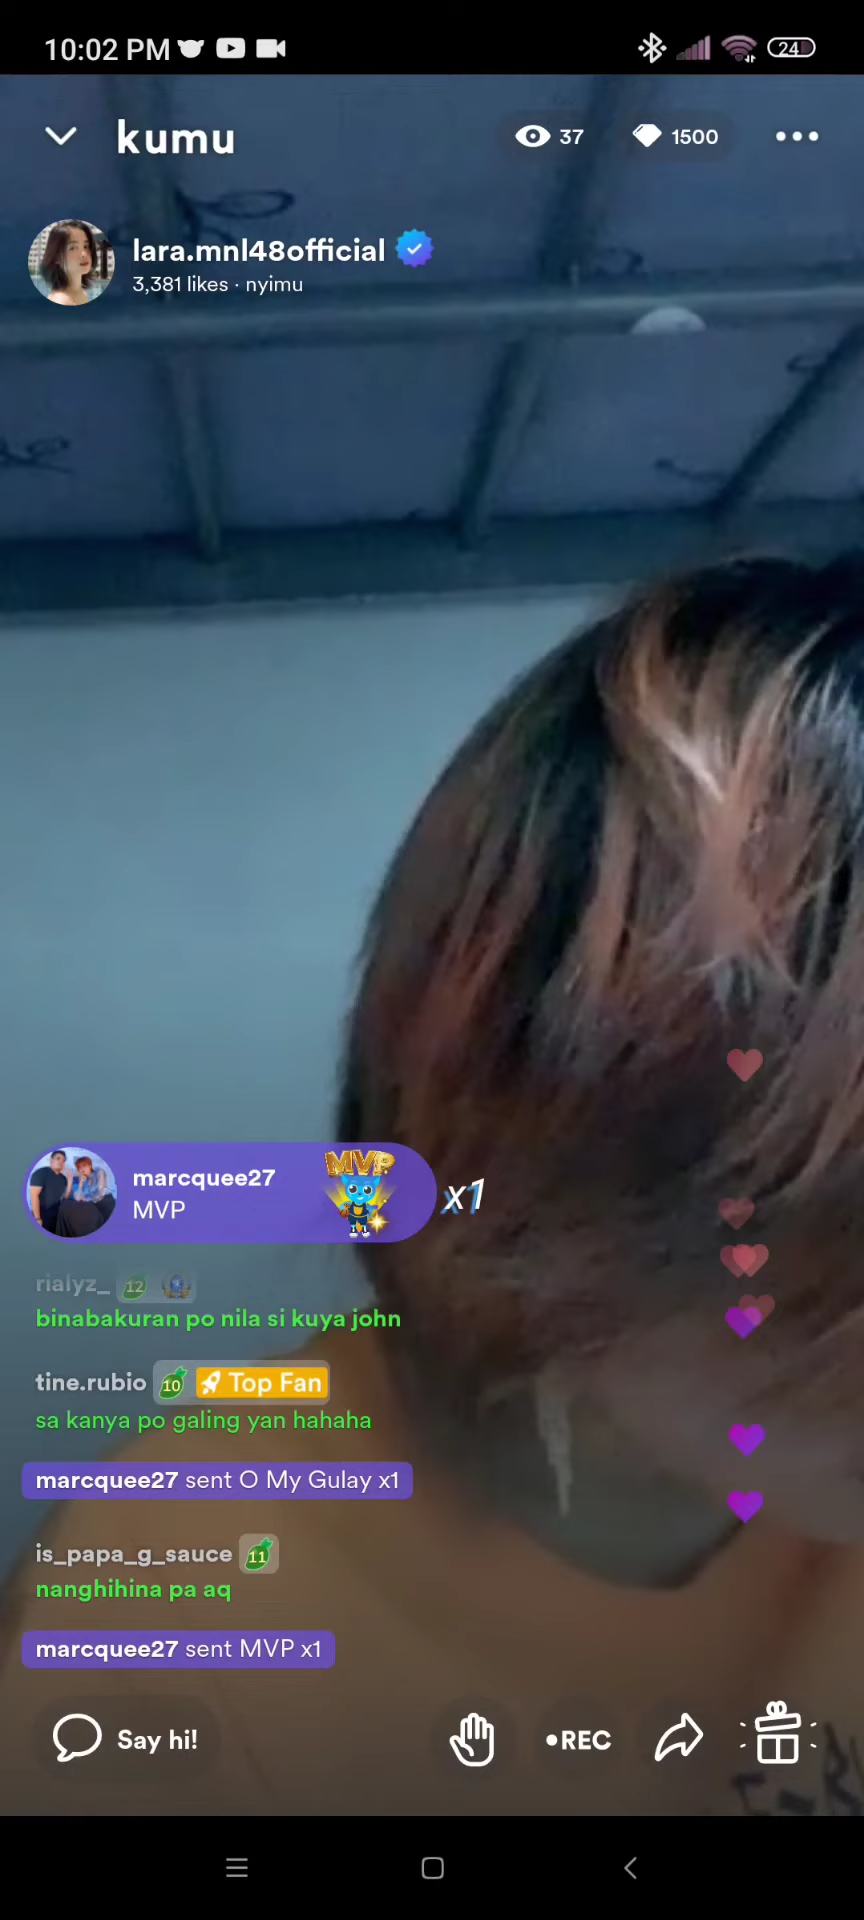 10:02 PM
24
kumu
37
1500
lara.mnl48official
3,381 likes · nyimu
marcquee27
MVP
MVP
x1
rialyz_ 12
binabakuran po nila si kuya john
tine.rubio 10 Top Fan
sa kanya po galing yan hahaha
marcquee27 sent O My Gulay x1
is_papa_g_sauce 11
nanghihina pa aq
marcquee27 sent MVP x1
Say hi!
•REC